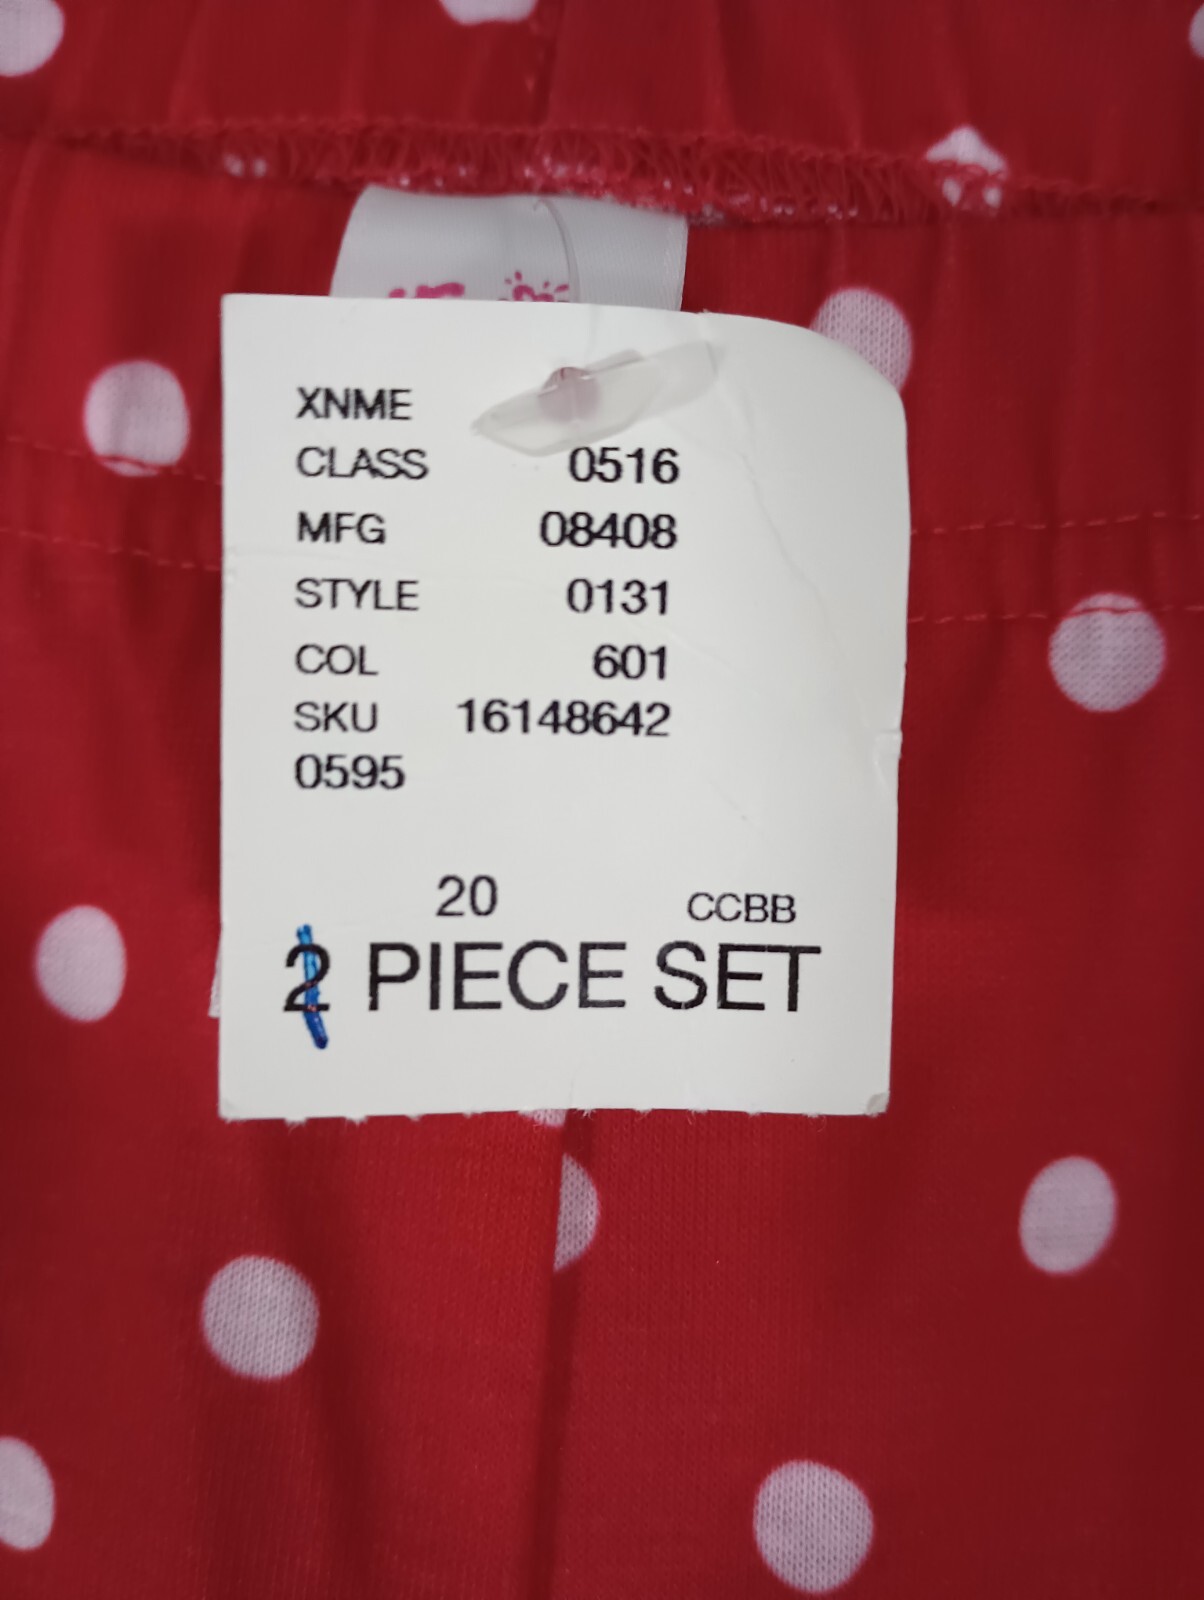 XNME
CLASS 0516
MFG 08408
STYLE 0131
COL 601
SKU 16148642
0595
20 CCBB
2 PIECE SET